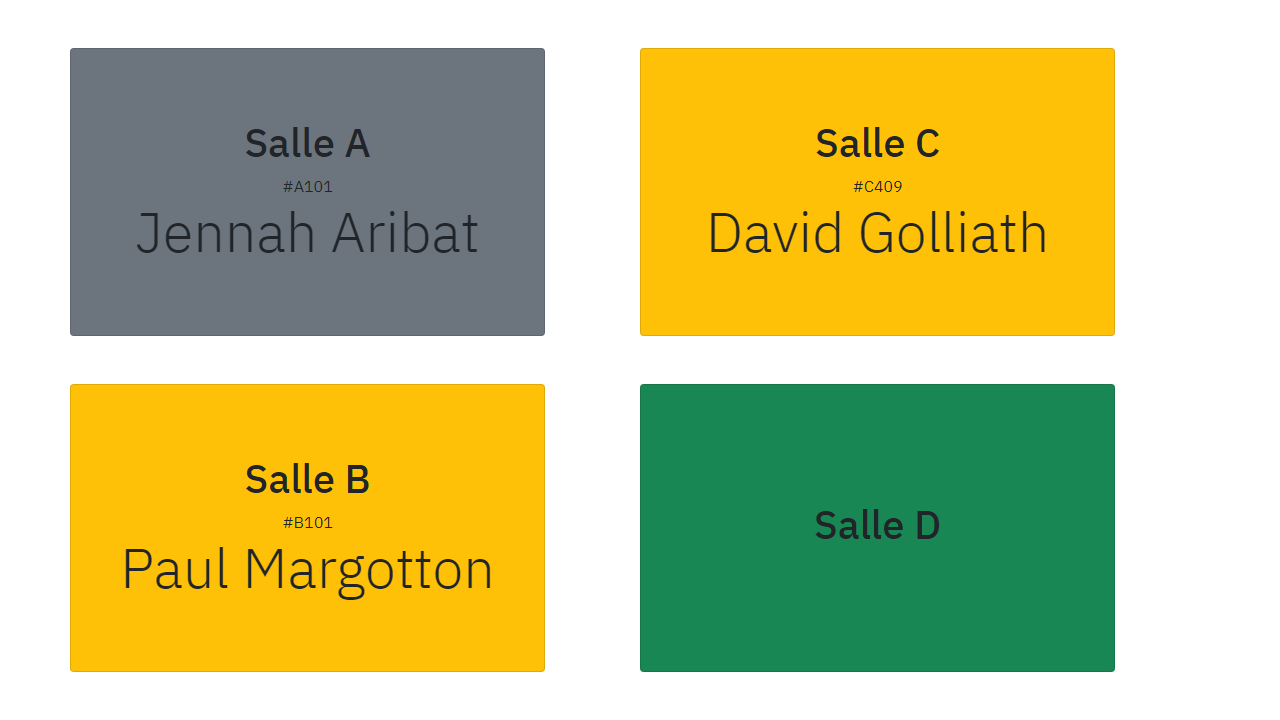 Salle A
#A101
Jennah Aribat
Salle C
#C409
David Golliath
Salle B
#B101
Paul Margotton
Salle D